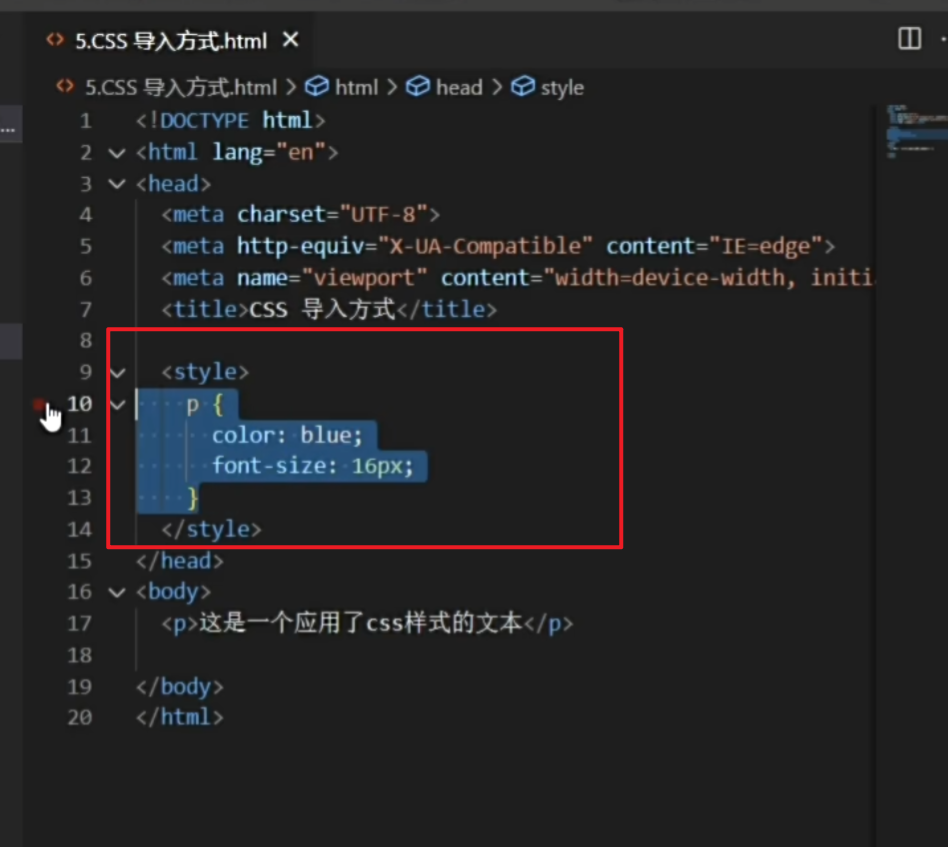 5.CSS 导入方式.html ×
5.CSS 导入方式.html > html > head > style
1 <!DOCTYPE html>
2 <html lang="en">
3 <head>
4 <meta charset="UTF-8">
5 <meta http-equiv="X-UA-Compatible" content="IE=edge">
6 <meta name="viewport" content="width=device-width, initi
7 <title>CSS 导入方式</title>
8
9 <style>
10 p {
11 color: blue;
12 font-size: 16px;
13 }
14 </style>
15 </head>
16 <body>
17 <p>这是一个应用了css样式的文本</p>
18
19 </body>
20 </html>